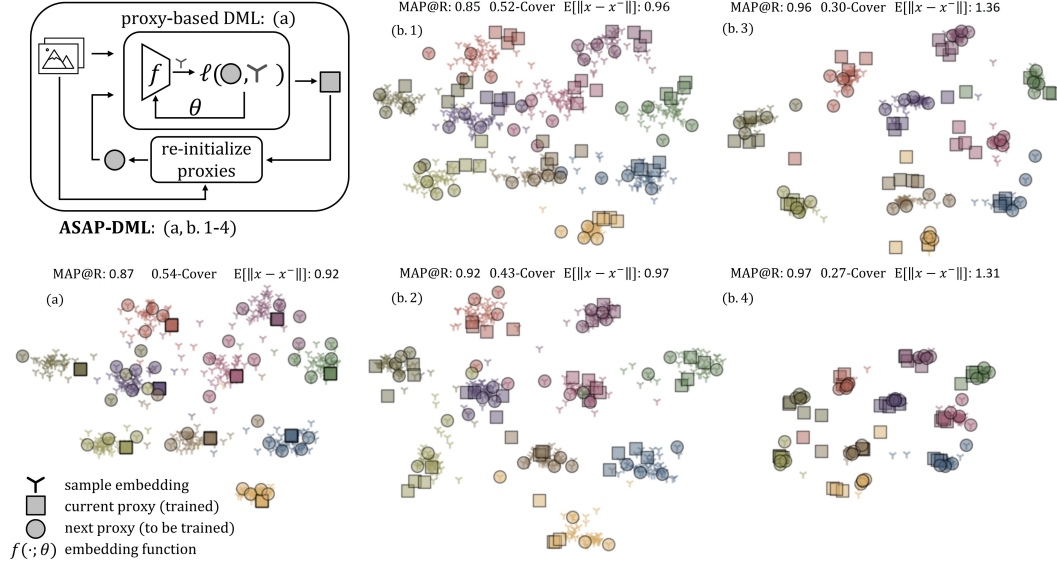 proxy-based DML: (a)
f
ℓ( , )
θ
re-initialize
proxies
ASAP-DML: (a, b. 1-4)
MAP@R: 0.85 0.52-Cover E[‖x − x⁻‖]: 0.96
(b. 1)
MAP@R: 0.96 0.30-Cover E[‖x − x⁻‖]: 1.36
(b. 3)
MAP@R: 0.87 0.54-Cover E[‖x − x⁻‖]: 0.92
(a)
MAP@R: 0.92 0.43-Cover E[‖x − x⁻‖]: 0.97
(b. 2)
MAP@R: 0.97 0.27-Cover E[‖x − x⁻‖]: 1.31
(b. 4)
sample embedding
current proxy (trained)
next proxy (to be trained)
f(·; θ) embedding function